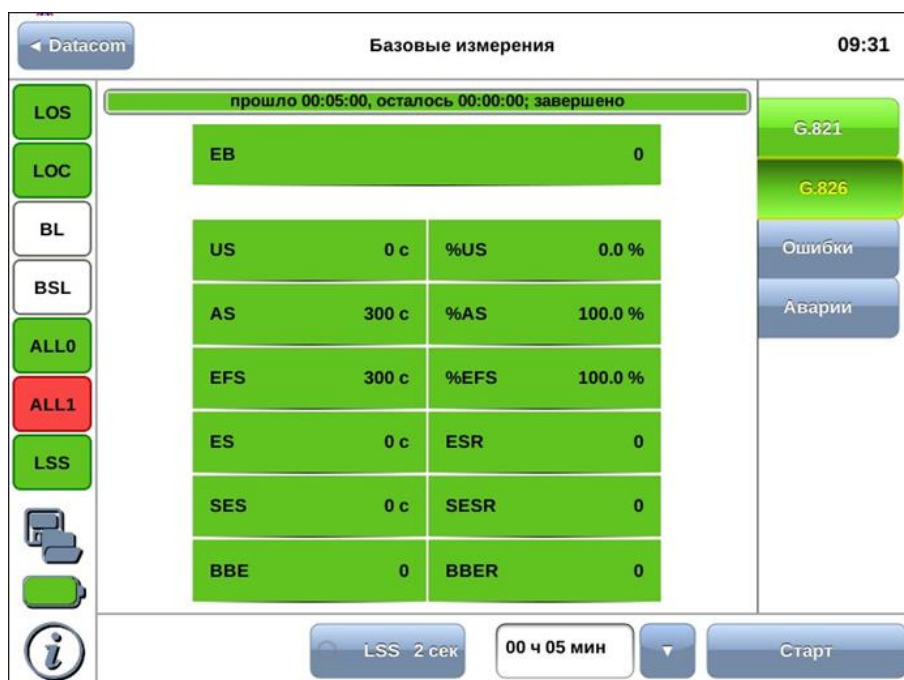 ◄ Datacom
Базовые измерения
09:31
LOS
LOC
BL
BSL
ALL0
ALL1
LSS
прошло 00:05:00, осталось 00:00:00; завершено
EB 0
US 0 с %US 0.0 %
AS 300 с %AS 100.0 %
EFS 300 с %EFS 100.0 %
ES 0 с ESR 0
SES 0 с SESR 0
BBE 0 BBER 0
G.821
G.826
Ошибки
Аварии
i
LSS 2 сек
00 ч 05 мин
▼
Старт